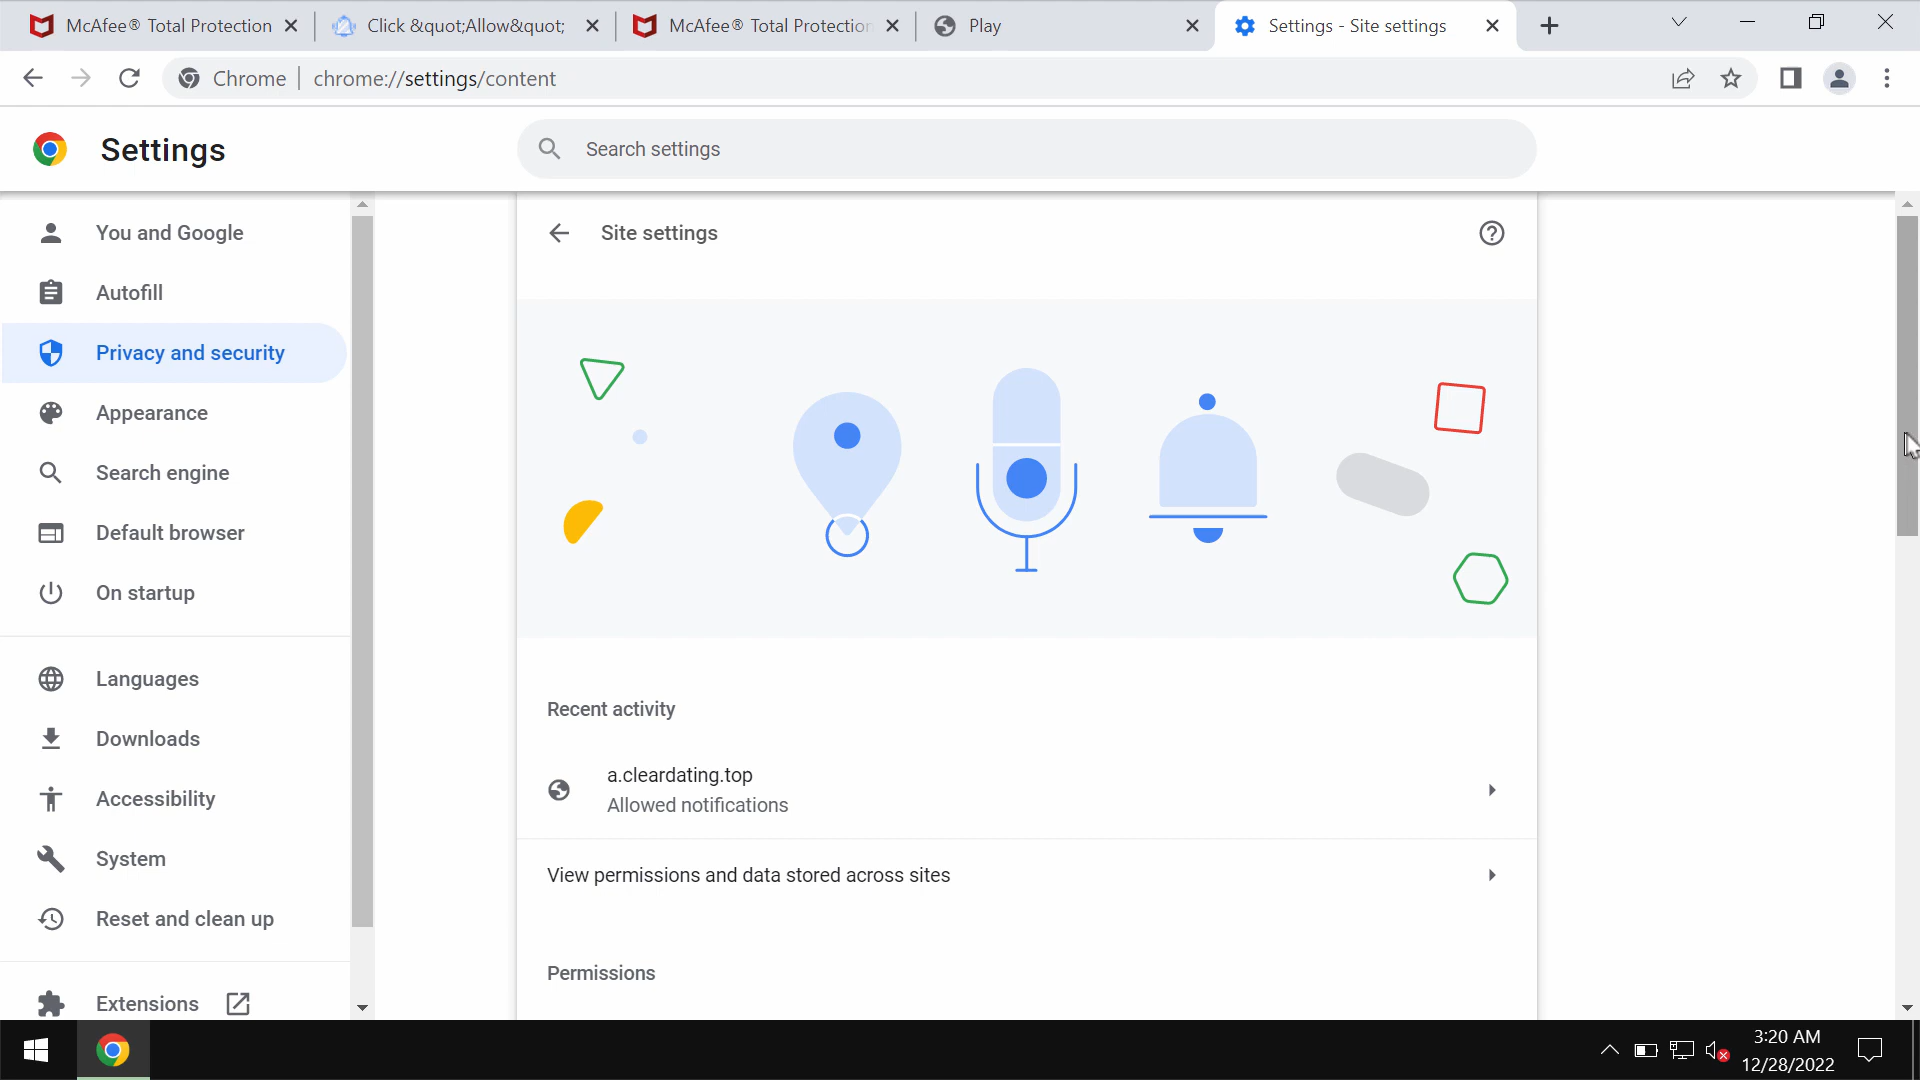 McAfee® Total Protection
Click &quot;Allow&quot;
McAfee® Total Protection
Play
Settings - Site settings
Chrome
chrome://settings/content
Settings
Search settings
You and Google
Autofill
Privacy and security
Appearance
Search engine
Default browser
On startup
Languages
Downloads
Accessibility
System
Reset and clean up
Extensions
Site settings
Recent activity
a.cleardating.top
Allowed notifications
View permissions and data stored across sites
Permissions
3:20 AM
12/28/2022